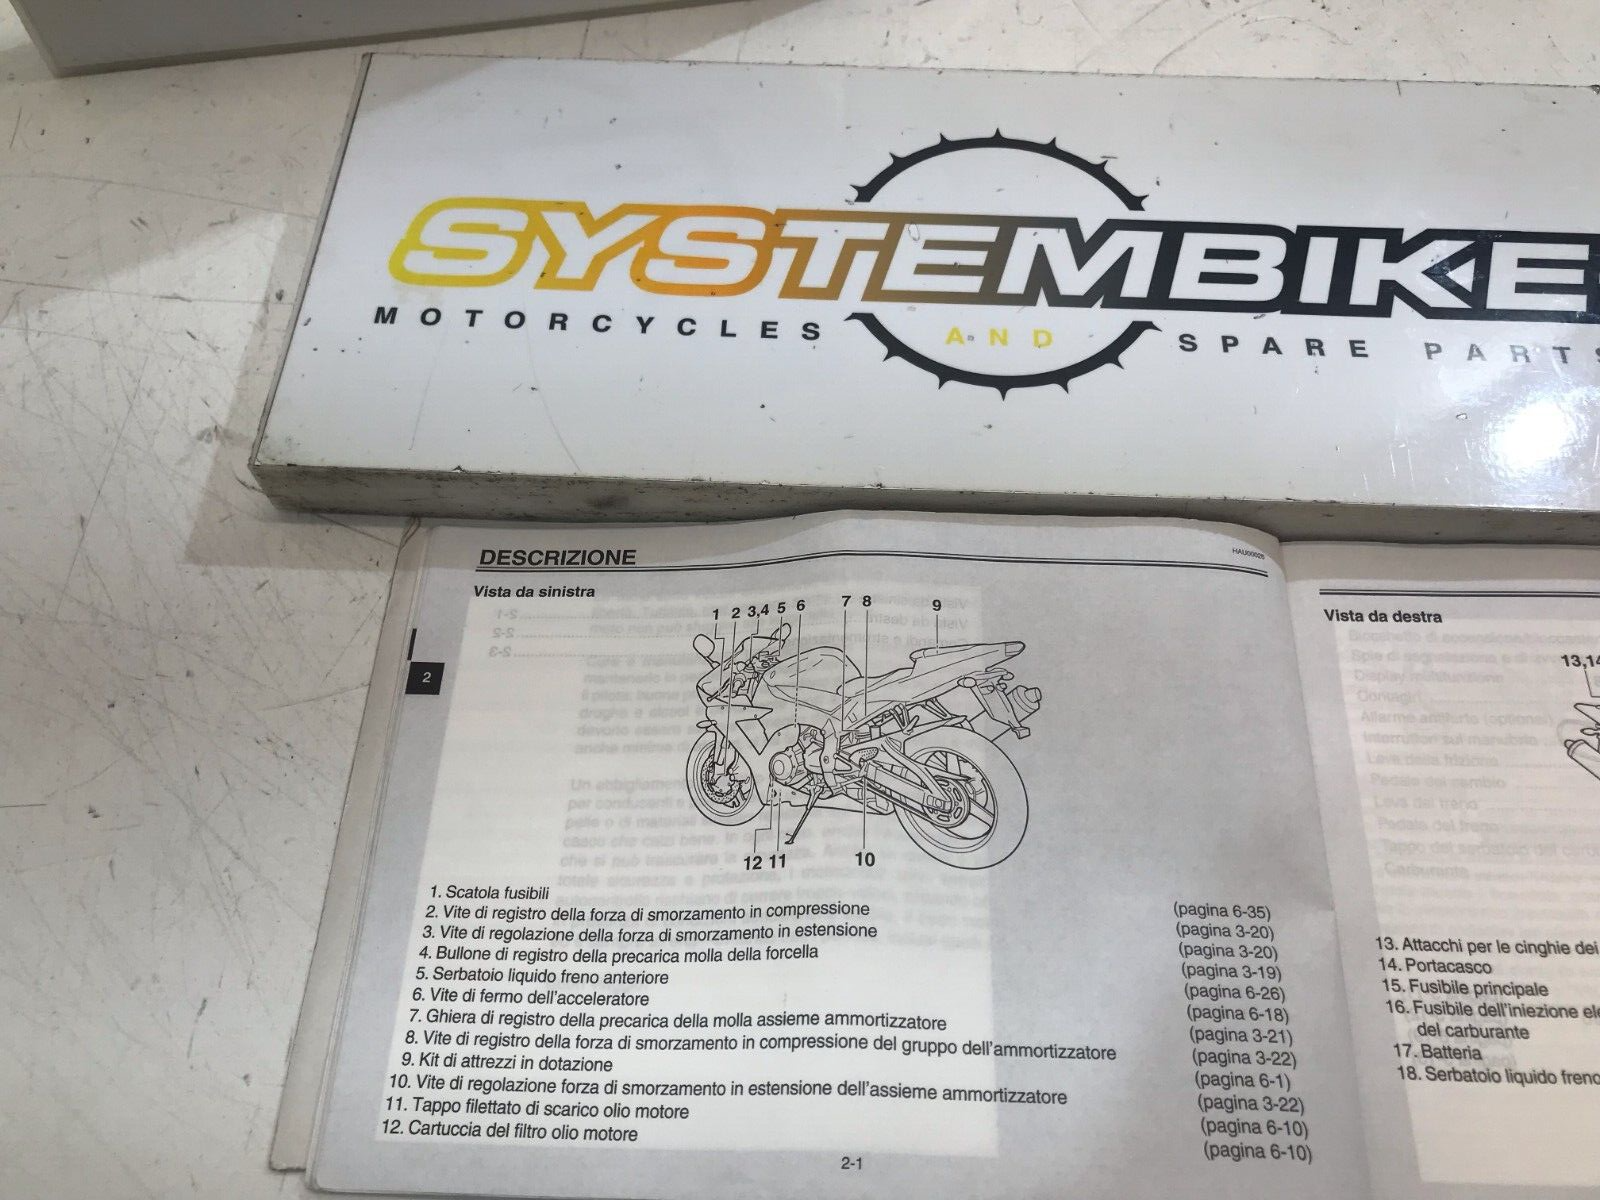 SYSTEMBIKE
MOTORCYCLES AND SPARE PARTS
DESCRIZIONE
HAU00026
Vista da sinistra
1 2 3,4 5 6 7 8 9
2
12 11 10
1. Scatola fusibili (pagina 6-35)
2. Vite di registro della forza di smorzamento in compressione (pagina 3-20)
3. Vite di regolazione della forza di smorzamento in estensione (pagina 3-20)
4. Bullone di registro della precarica molla della forcella (pagina 3-19)
5. Serbatoio liquido freno anteriore (pagina 6-26)
6. Vite di fermo dell'acceleratore (pagina 6-18)
7. Ghiera di registro della precarica della molla assieme ammortizzatore (pagina 3-21)
8. Vite di registro della forza di smorzamento in compressione del gruppo dell'ammortizzatore (pagina 3-22)
9. Kit di attrezzi in dotazione (pagina 6-1)
10. Vite di regolazione forza di smorzamento in estensione dell'assieme ammortizzatore (pagina 3-22)
11. Tappo filettato di scarico olio motore (pagina 6-10)
12. Cartuccia del filtro olio motore (pagina 6-10)
2-1
Vista da destra
13,14
13. Attacchi per le cinghie dei
14. Portacasco
15. Fusibile principale
16. Fusibile dell'iniezione ele
del carburante
17. Batteria
18. Serbatoio liquido freno